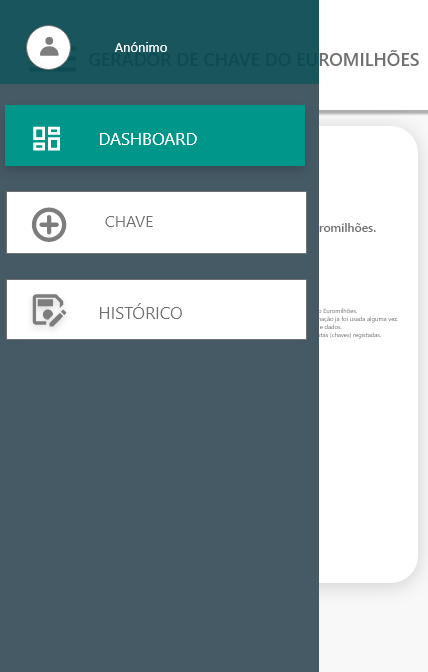 Anónimo
GERADOR DE CHAVE DO EUROMILHÕES
DASHBOARD
CHAVE
HISTÓRICO
romilhões.
o Euromilhões.
nação já foi usada alguma vez.
e dados.
stas (chaves) registadas.